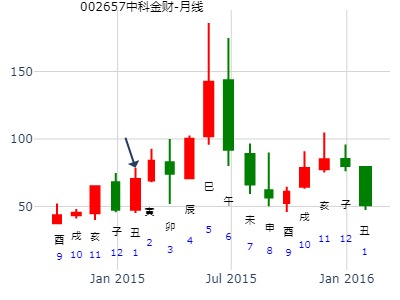 002657中科金财-月线
150
100
50
酉 戌 亥 子 丑 寅 卯 辰 巳 午 未 申 酉 戌 亥 子 丑
9 10 11 12 1 2 3 4 5 6 7 8 9 10 11 12 1
Jan 2015 Jul 2015 Jan 2016